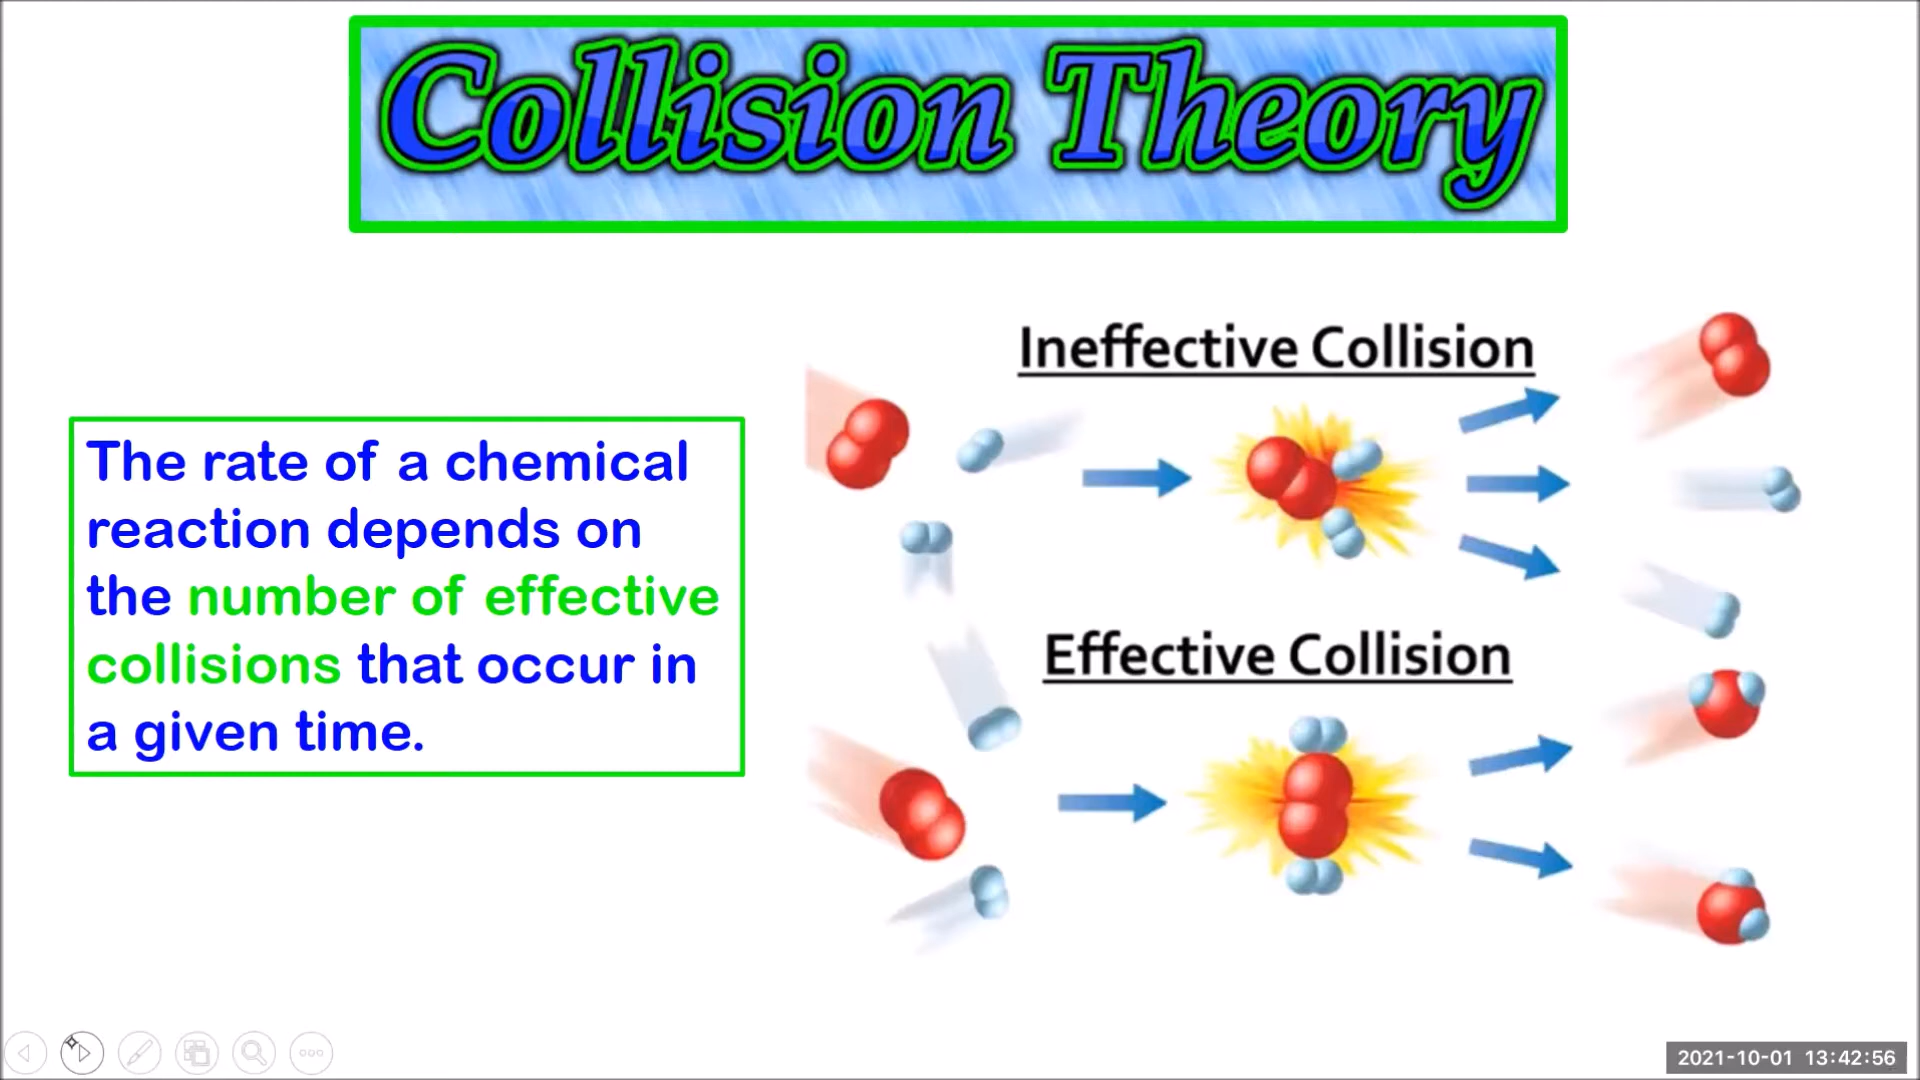 Collision Theory
The rate of a chemical
reaction depends on
the number of effective
collisions that occur in
a given time.
Ineffective Collision
Effective Collision
2021-10-01 13:42:56